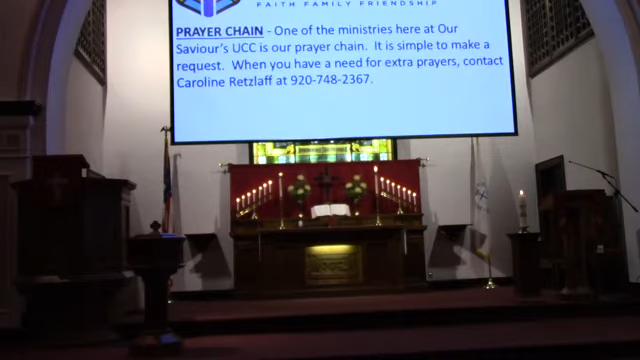 FAITH FAMILY FRIENDSHIP
PRAYER CHAIN - One of the ministries here at Our
Saviour's UCC is our prayer chain. It is simple to make a
request. When you have a need for extra prayers, contact
Caroline Retzlaff at 920-748-2367.